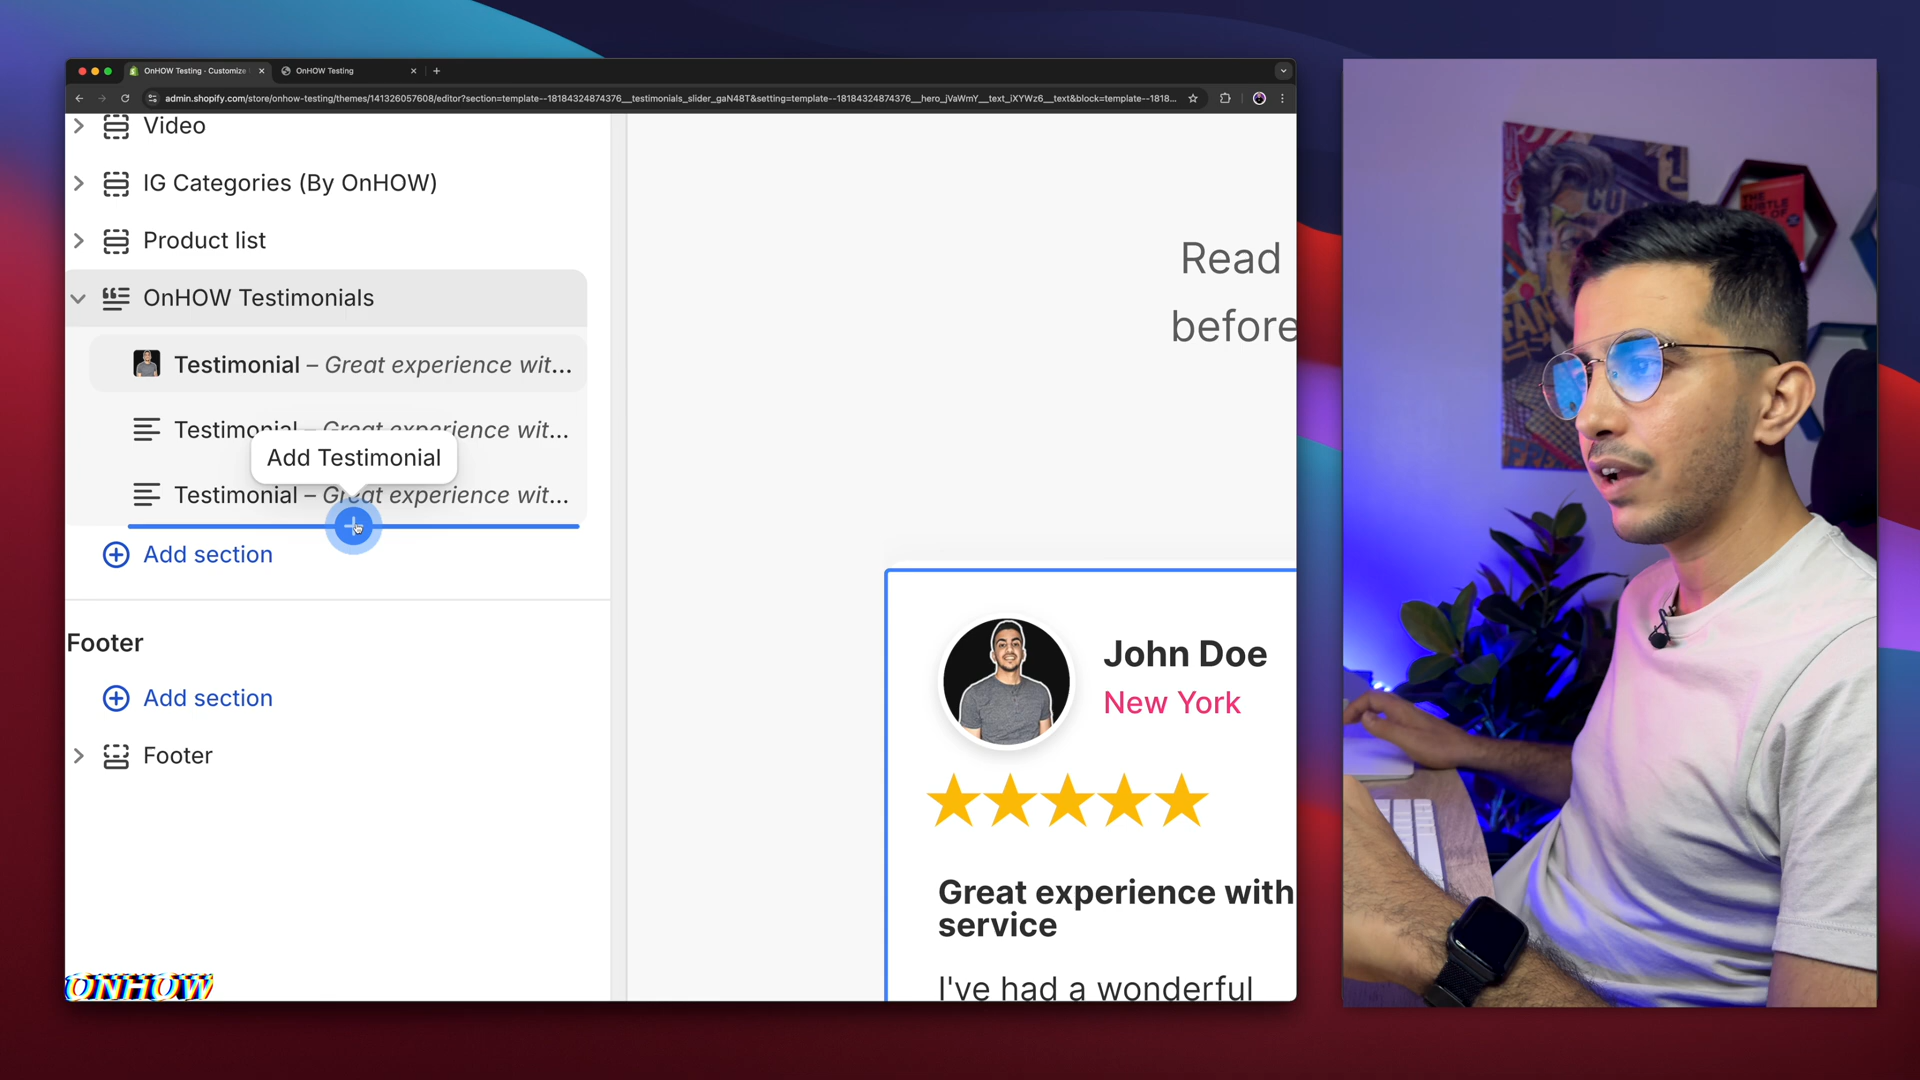 OnHOW Testing - Customize
OnHOW Testing
admin.shopify.com/store/onhow-testing/themes/141326057608/editor?section=template--18184324874376__testimonials_slider_gaN48T&setting=template--18184324874376__hero_jVaWmY__text_iXYWz6__text&block=template--1818...
Video
IG Categories (By OnHOW)
Product list
OnHOW Testimonials
Testimonial – Great experience wit...
Testimonial – Great experience wit...
Add Testimonial
Testimonial – Great experience wit...
Add section
Footer
Add section
Footer
Read
before
John Doe
New York
Great experience with
service
I've had a wonderful
ONHOW
THE
SUBTLE